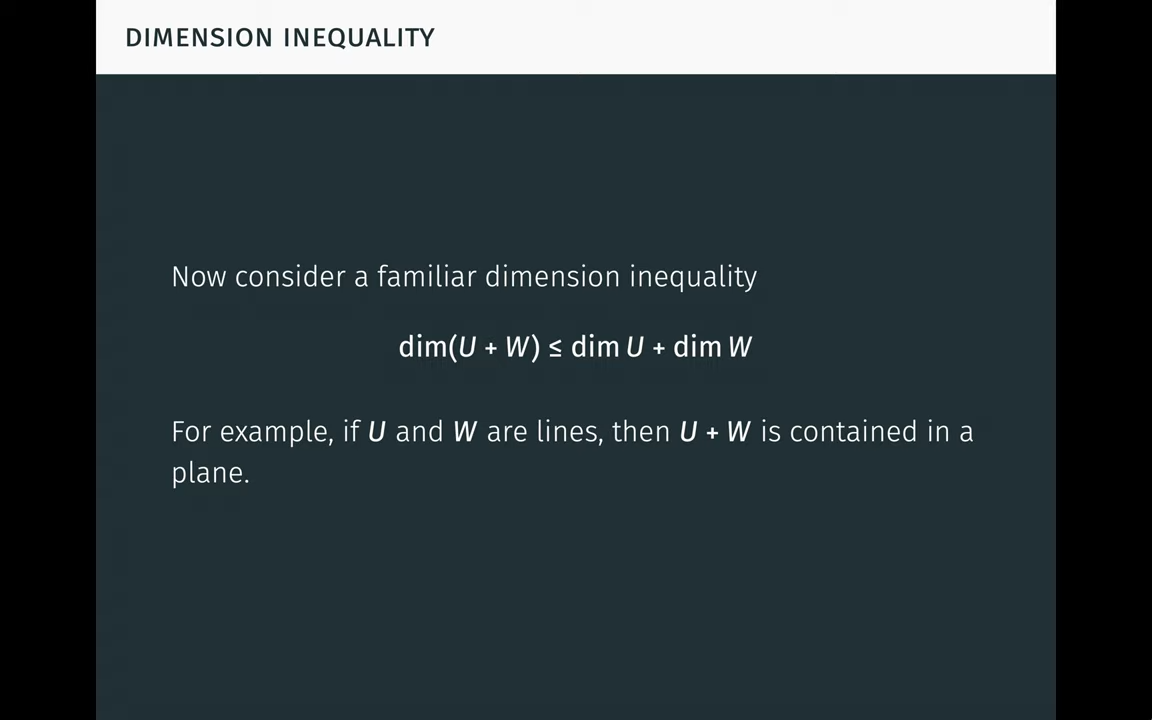 DIMENSION INEQUALITY
Now consider a familiar dimension inequality
dim(U + W) ≤ dim U + dim W
For example, if U and W are lines, then U + W is contained in a
plane.